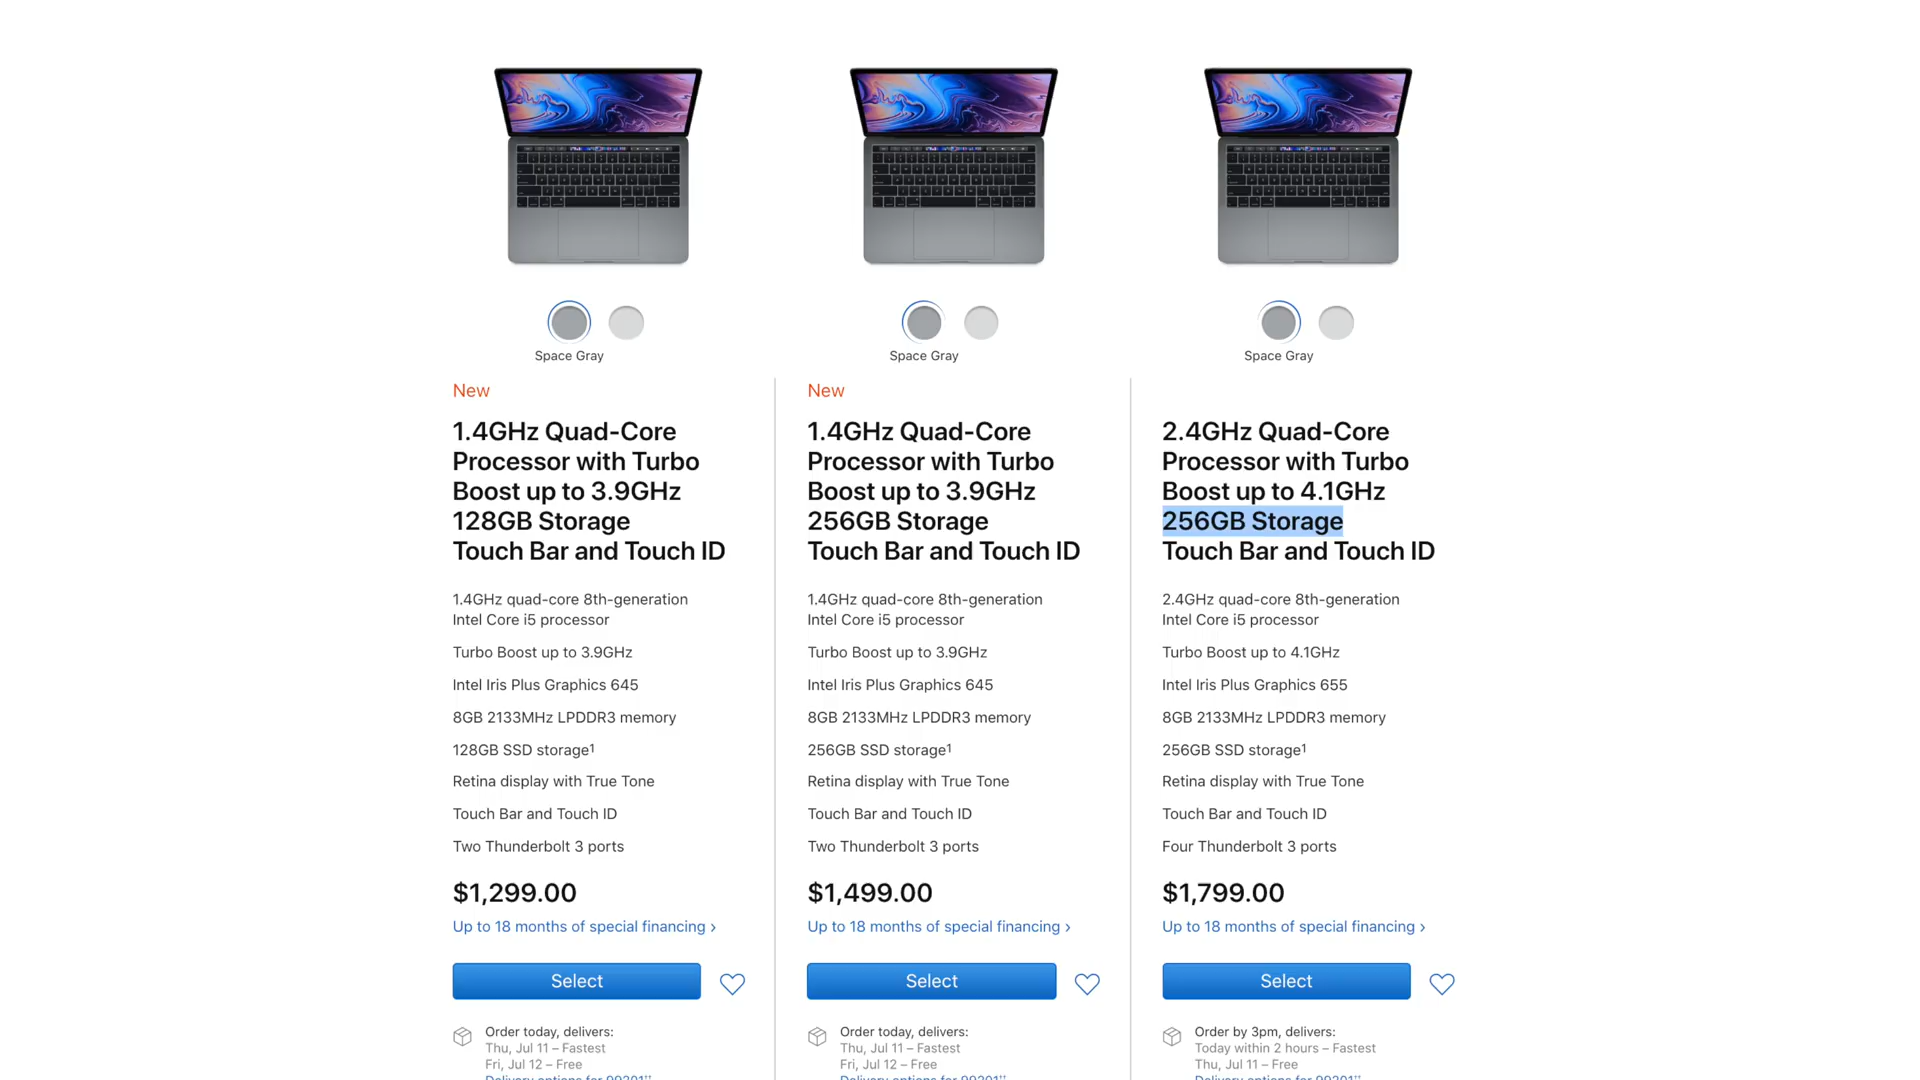 Space Gray
New
1.4GHz Quad-Core
Processor with Turbo
Boost up to 3.9GHz
128GB Storage
Touch Bar and Touch ID
1.4GHz quad-core 8th-generation
Intel Core i5 processor
Turbo Boost up to 3.9GHz
Intel Iris Plus Graphics 645
8GB 2133MHz LPDDR3 memory
128GB SSD storage¹
Retina display with True Tone
Touch Bar and Touch ID
Two Thunderbolt 3 ports
$1,299.00
Up to 18 months of special financing ›
Select
Order today, delivers:
Thu, Jul 11 – Fastest
Fri, Jul 12 – Free
Delivery options for 99201††
Space Gray
New
1.4GHz Quad-Core
Processor with Turbo
Boost up to 3.9GHz
256GB Storage
Touch Bar and Touch ID
1.4GHz quad-core 8th-generation
Intel Core i5 processor
Turbo Boost up to 3.9GHz
Intel Iris Plus Graphics 645
8GB 2133MHz LPDDR3 memory
256GB SSD storage¹
Retina display with True Tone
Touch Bar and Touch ID
Two Thunderbolt 3 ports
$1,499.00
Up to 18 months of special financing ›
Select
Order today, delivers:
Thu, Jul 11 – Fastest
Fri, Jul 12 – Free
Delivery options for 99201††
Space Gray
2.4GHz Quad-Core
Processor with Turbo
Boost up to 4.1GHz
256GB Storage
Touch Bar and Touch ID
2.4GHz quad-core 8th-generation
Intel Core i5 processor
Turbo Boost up to 4.1GHz
Intel Iris Plus Graphics 655
8GB 2133MHz LPDDR3 memory
256GB SSD storage¹
Retina display with True Tone
Touch Bar and Touch ID
Four Thunderbolt 3 ports
$1,799.00
Up to 18 months of special financing ›
Select
Order by 3pm, delivers:
Today within 2 hours – Fastest
Thu, Jul 11 – Free
Delivery options for 99201††